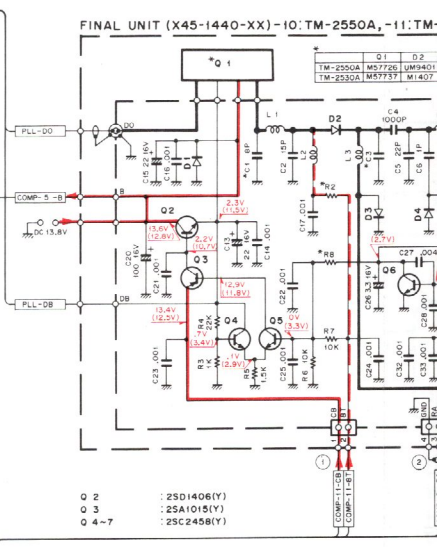 FINAL UNIT (X45-1440-XX)-10:TM-2550A, -11:TM-
*Q1
*
Q1 D
TM-2550A M57726 UM9401
TM-2530A M57737 MI407
PLL-DO
DO
L1
D2
C4
1000P
C15 22 16V
C16 .001
D1
*C1 8P
C2 15P
L2
L3
*C3
C5 22P
1P
COMP-5-B
B
*R2
2.3V
(11.5V)
Q2
DC 13.8V
13.6V
(12.8V)
2.2V
(10.7V)
C13
22 16V
C14 .001
C17 .001
D3
D4
C20
100 16V
C21 .001
Q3
(2.7V)
*R8
C27 .004
12.9V
(11.8V)
C22 .001
C26 33 16V
Q6
C28 .001
PLL-DB
DB
13.4V
(12.5V)
R4
22K
Q4
Q5
0V
(3.3V)
R7
10K
.7V
(3.4V)
C23 .001
R3
1K
.1V
(2.9V)
R5
1.5K
C25 .001
R6 10K
C24 .001
C32 .001
C33 .001
CB
BT
1
2
GND
4
3
1
2
COMP-11-CB
COMP-11-BT
Q 2 :2SD1406(Y)
Q 3 :2SA1015(Y)
Q 4~7 :2SC2458(Y)